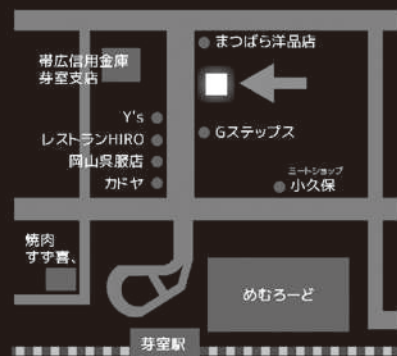 まつばら洋品店
帯広信用金庫
芽室支店
Y's
レストランHIRO
岡山呉服店
カドヤ
Gステップス
ミートショップ
小久保
焼肉
すず喜、
めむろーど
芽室駅